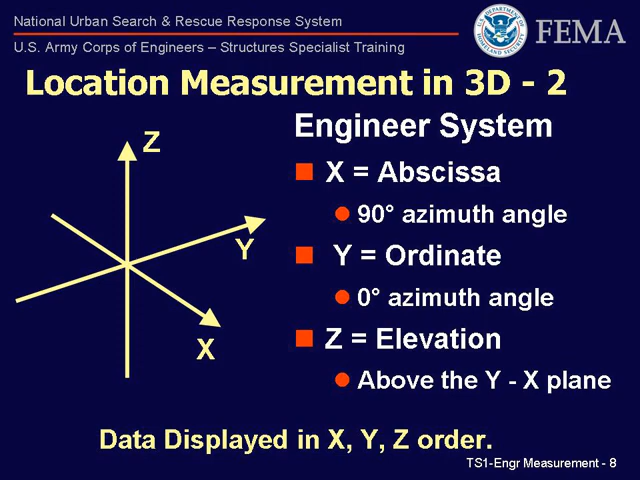 National Urban Search & Rescue Response System
U.S. Army Corps of Engineers – Structures Specialist Training
FEMA
Location Measurement in 3D - 2
Engineer System
X = Abscissa
90° azimuth angle
Y = Ordinate
0° azimuth angle
Z = Elevation
Above the Y - X plane
Z
Y
X
Data Displayed in X, Y, Z order.
TS1-Engr Measurement - 8